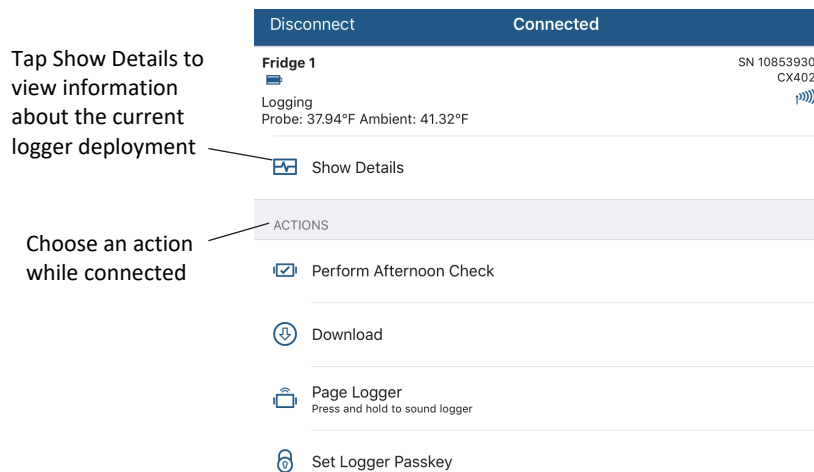 Disconnect
Connected
Tap Show Details to
view information
about the current
logger deployment
Fridge 1
SN 10853930
CX402
Logging
Probe: 37.94°F Ambient: 41.32°F
Show Details
ACTIONS
Choose an action
while connected
Perform Afternoon Check
Download
Page Logger
Press and hold to sound logger
Set Logger Passkey